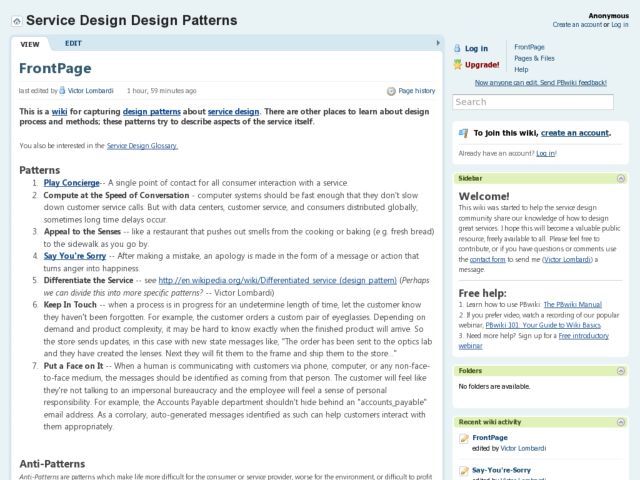 Service Design Design Patterns
Anonymous
Create an account or Log in
VIEW
EDIT
FrontPage
last edited by Victor Lombardi 1 hour, 59 minutes ago
Page history
This is a wiki for capturing design patterns about service design. There are other places to learn about design
process and methods; these patterns try to describe aspects of the service itself.
You also be interested in the Service Design Glossary.
Patterns
1. Play Concierge-- A single point of contact for all consumer interaction with a service
2. Compute at the Speed of Conversation - computer systems should be fast enough that they don't slow
down customer service calls. But with data centers, customer service, and consumers distributed globally,
sometimes long time delays occur.
3. Appeal to the Senses -- like a restaurant that pushes out smells from the cooking or baking (e.g. fresh bread)
to the sidewalk as you go by.
4. Say You're Sorry -- After making a mistake, an apology is made in the form of a message or action that
turns anger into happiness.
5. Differentiate the Service -- see http://en.wikipedia.org/wiki/Differentiated_service_(design_pattern) (Perhaps
we can divide this into more specific patterns? -- Victor Lombardi)
6. Keep In Touch -- when a process in progress for an undetermine length of time, let the customer know
they haven't been forgotten. For example, the customer orders a custom pair of eyeglasses. Depending on
demand and product complexity, it may be hard to know exactly when the finished product will arrive. So
the store sends updates, in this case with new state messages like, "The order has been sent to the optics lab
and they have created the lenses. Next they will fit them to the frame and ship them to the store..."
7. Put a Face on It -- When a human is communicating with customers via phone, computer, or any non-face-
to-face medium, the messages should be identified as coming from that person. The customer will feel like
they're not talking to an impersonal bureaucracy and the employee will feel a sense of personal
responsibility. For example, the Accounts Payable department shouldn't hide behind an "accounts_payable"
email address. As a corrolary, auto-generated messages identified as such can help customers interact with
them appropriately.
Anti-Patterns
Anti-Patterns are patterns which make life more difficult for the consumer or service provider, worse for the environment, or difficult to profit
Log in
Upgrade!
FrontPage
Pages & Files
Help
Now anyone can edit. Send PBwiki feedback!
Search
To join this wiki, create an account.
Already have an account? Log in!
Sidebar
Welcome!
This wiki was started to help the service design
community share our knowledge of how to design
great services. I hope this will become a valuable public
resource, freely available to all. Please feel free to
contribute, or if you have questions or comments use
the contact form to send me (Victor Lombardi) a
message.
Free help:
1. Learn how to use PBwiki: The PBwiki Manual
2. If you prefer video, watch a recording of our popular
webinar, PBwiki 101: Your Guide to Wiki Basics.
3. Need more help? Sign up for a Free introductory
webinar
Folders
No folders are available.
Recent wiki activity
FrontPage
edited by Victor Lombardi
Say-You're-Sorry
edited by Victor Lombardi